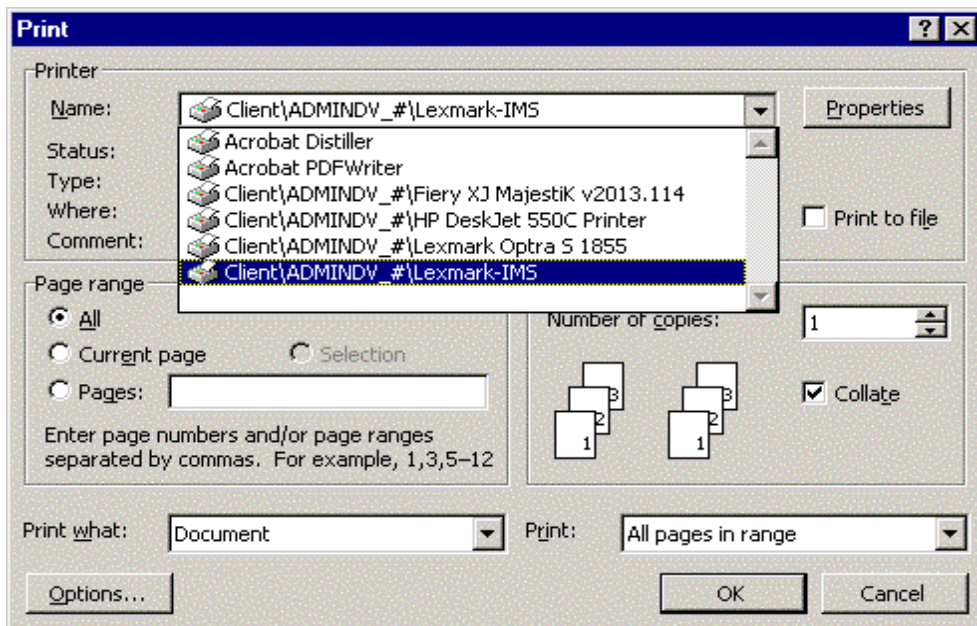 Print
Printer
Name: Client\ADMINDV_#\Lexmark-IMS Properties
Acrobat Distiller
Status:
Acrobat PDFWriter
Type:
Client\ADMINDV_#\Fiery XJ MajestiK v2013.114
Where:
Client\ADMINDV_#\HP DeskJet 550C Printer
Print to file
Comment:
Client\ADMINDV_#\Lexmark Optra S 1855
Client\ADMINDV_#\Lexmark-IMS
Page range
All
Current page Selection
Pages:
Enter page numbers and/or page ranges
separated by commas. For example, 1,3,5–12
Number of copies: 1
3 3
2 2
1 1
Collate
Print what: Document
Print: All pages in range
Options... OK Cancel